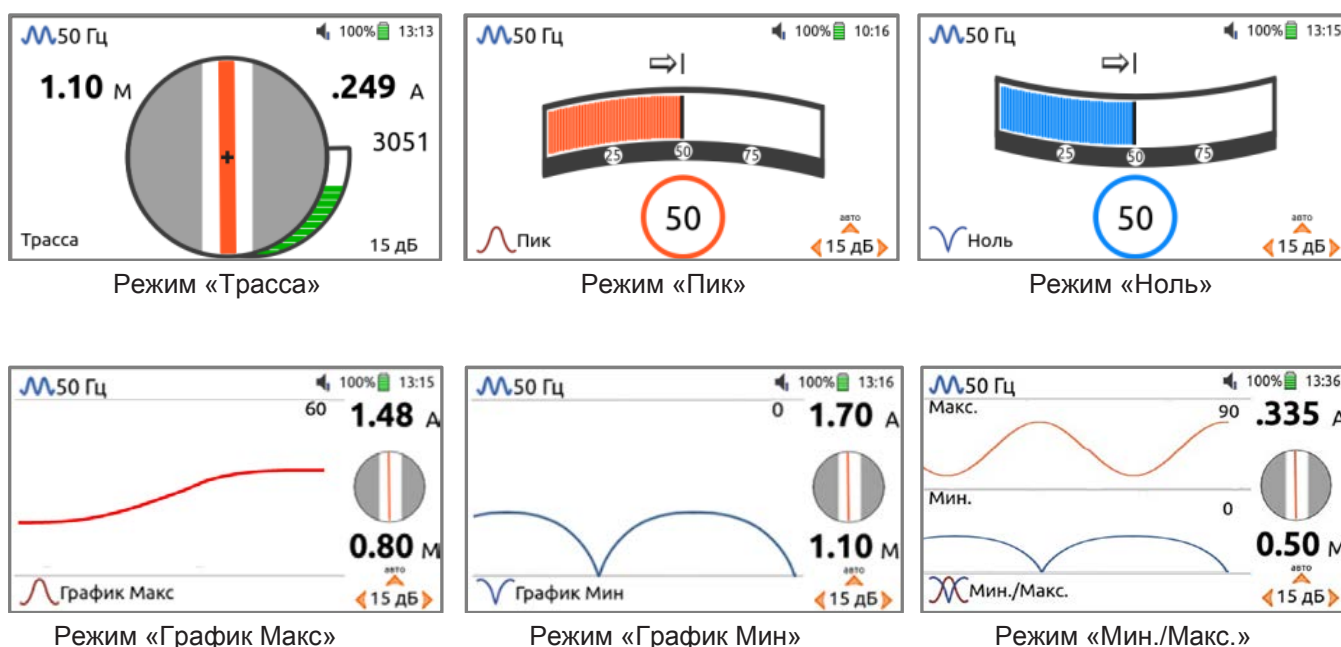 50 Гц 100% 13:13
1.10 м .249 А
3051
Трасса 15 дБ
Режим «Трасса»
50 Гц 100% 10:16
25 50 75
50
авто
Пик 15 дБ
Режим «Пик»
50 Гц 100% 13:15
25 50 75
50
авто
Ноль 15 дБ
Режим «Ноль»
50 Гц 100% 13:15
60 1.48 А
0.80 м
авто
График Макс 15 дБ
Режим «График Макс»
50 Гц 100% 13:16
0 1.70 А
1.10 м
авто
График Мин 15 дБ
Режим «График Мин»
50 Гц 100% 13:36
Макс. 90 .335 А
Мин. 0
0.50 м
авто
Мин./Макс. 15 дБ
Режим «Мин./Макс.»